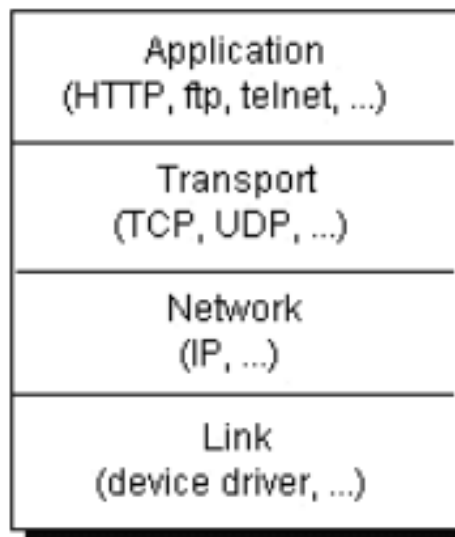 Application
(HTTP, ftp, telnet, ...)
Transport
(TCP, UDP, ...)
Network
(IP, ...)
Link
(device driver, ...)